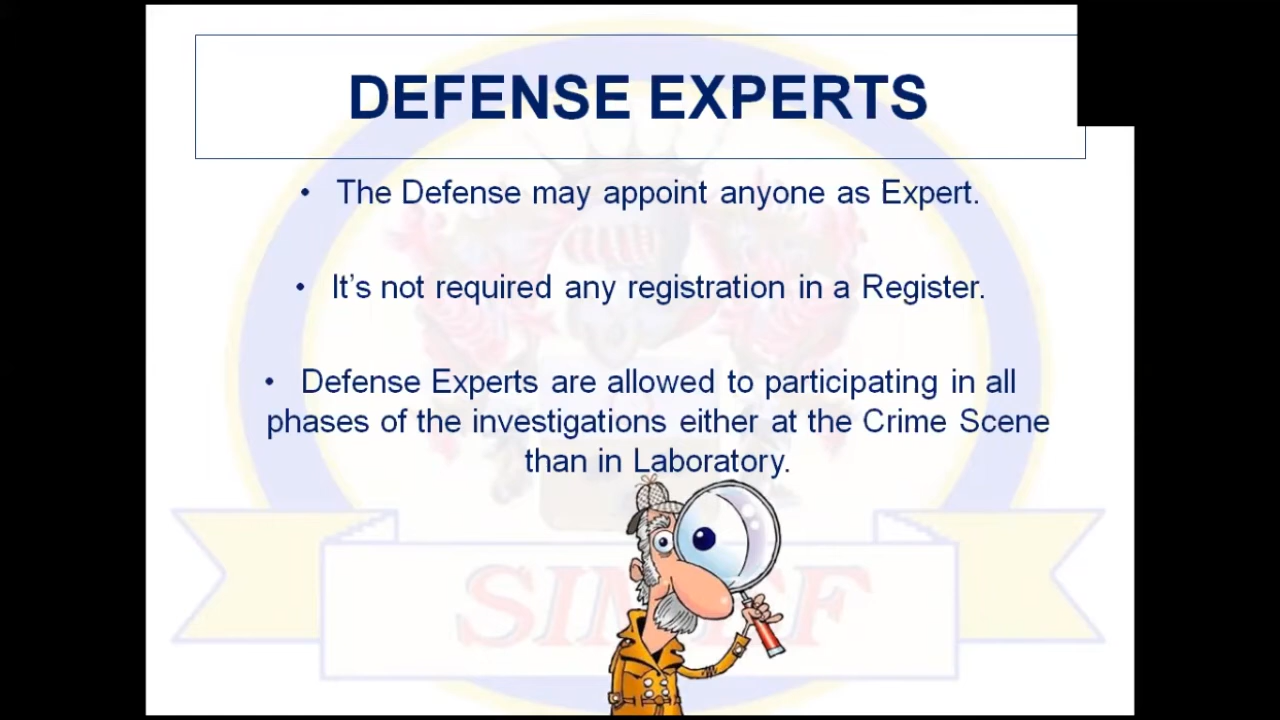 DEFENSE EXPERTS
• The Defense may appoint anyone as Expert.
• It’s not required any registration in a Register.
• Defense Experts are allowed to participating in all
phases of the investigations either at the Crime Scene
than in Laboratory.